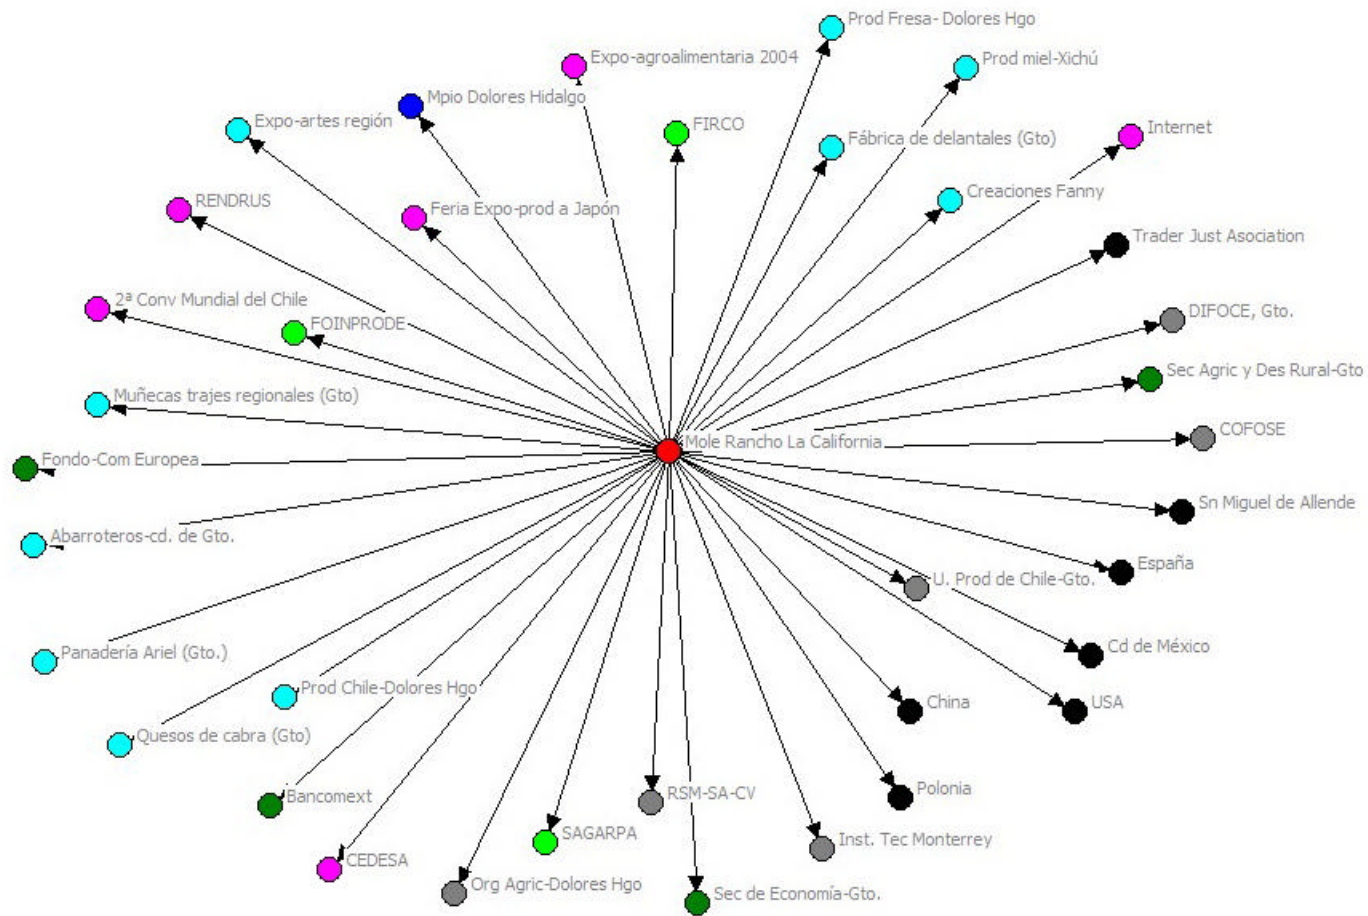 Prod Fresa- Dolores Hgo
Expo-agroalimentaria 2004
Prod miel-Xichú
Mpio Dolores Hidalgo
Expo-artes región
FIRCO
Internet
Fábrica de delantales (Gto)
RENDRUS
Feria Expo-prod a Japón
Creaciones Fanny
Trader Just Asociation
2ª Conv Mundial del Chile
DIFOCE, Gto.
FOINPRODE
Sec Agric y Des Rural-Gto
Muñecas trajes regionales (Gto)
COFOSE
Mole Rancho La California
Fondo-Com Europea
Sn Miguel de Allende
Abarroteros-cd. de Gto.
España
U. Prod de Chile-Gto.
Cd de México
Panadería Ariel (Gto.)
Prod Chile-Dolores Hgo
China
USA
Quesos de cabra (Gto)
Polonia
RSM-SA-CV
Bancomext
SAGARPA
Inst. Tec Monterrey
CEDESA
Org Agric-Dolores Hgo
Sec de Economía-Gto.